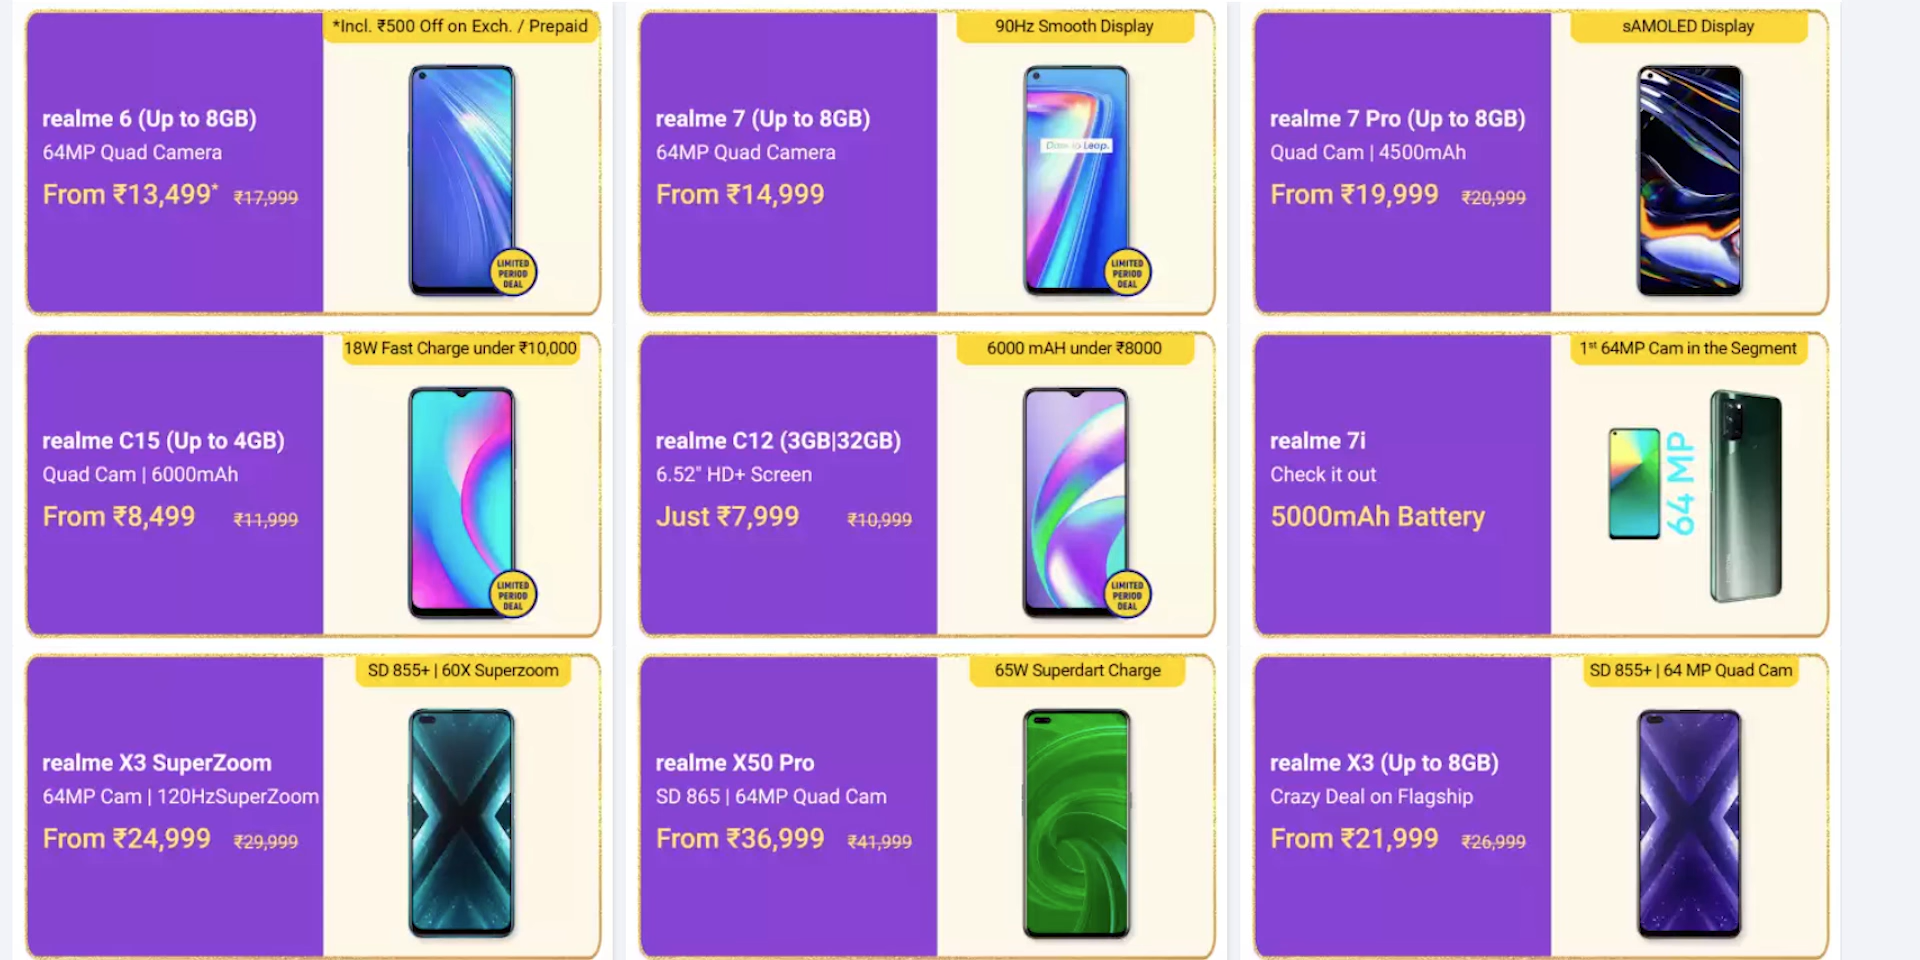 *Incl. ₹500 Off on Exch. / Prepaid
realme 6 (Up to 8GB)
64MP Quad Camera
From ₹13,499* ₹17,999
LIMITED
PERIOD
DEAL
90Hz Smooth Display
realme 7 (Up to 8GB)
64MP Quad Camera
From ₹14,999
Dare to Leap.
LIMITED
PERIOD
DEAL
sAMOLED Display
realme 7 Pro (Up to 8GB)
Quad Cam | 4500mAh
From ₹19,999 ₹20,999
18W Fast Charge under ₹10,000
realme C15 (Up to 4GB)
Quad Cam | 6000mAh
From ₹8,499 ₹11,999
LIMITED
PERIOD
DEAL
6000 mAH under ₹8000
realme C12 (3GB|32GB)
6.52" HD+ Screen
Just ₹7,999 ₹10,999
LIMITED
PERIOD
DEAL
1st 64MP Cam in the Segment
realme 7i
Check it out
5000mAh Battery
64 MP
SD 855+ | 60X Superzoom
realme X3 SuperZoom
64MP Cam | 120HzSuperZoom
From ₹24,999 ₹29,999
65W Superdart Charge
realme X50 Pro
SD 865 | 64MP Quad Cam
From ₹36,999 ₹41,999
SD 855+ | 64 MP Quad Cam
realme X3 (Up to 8GB)
Crazy Deal on Flagship
From ₹21,999 ₹26,999